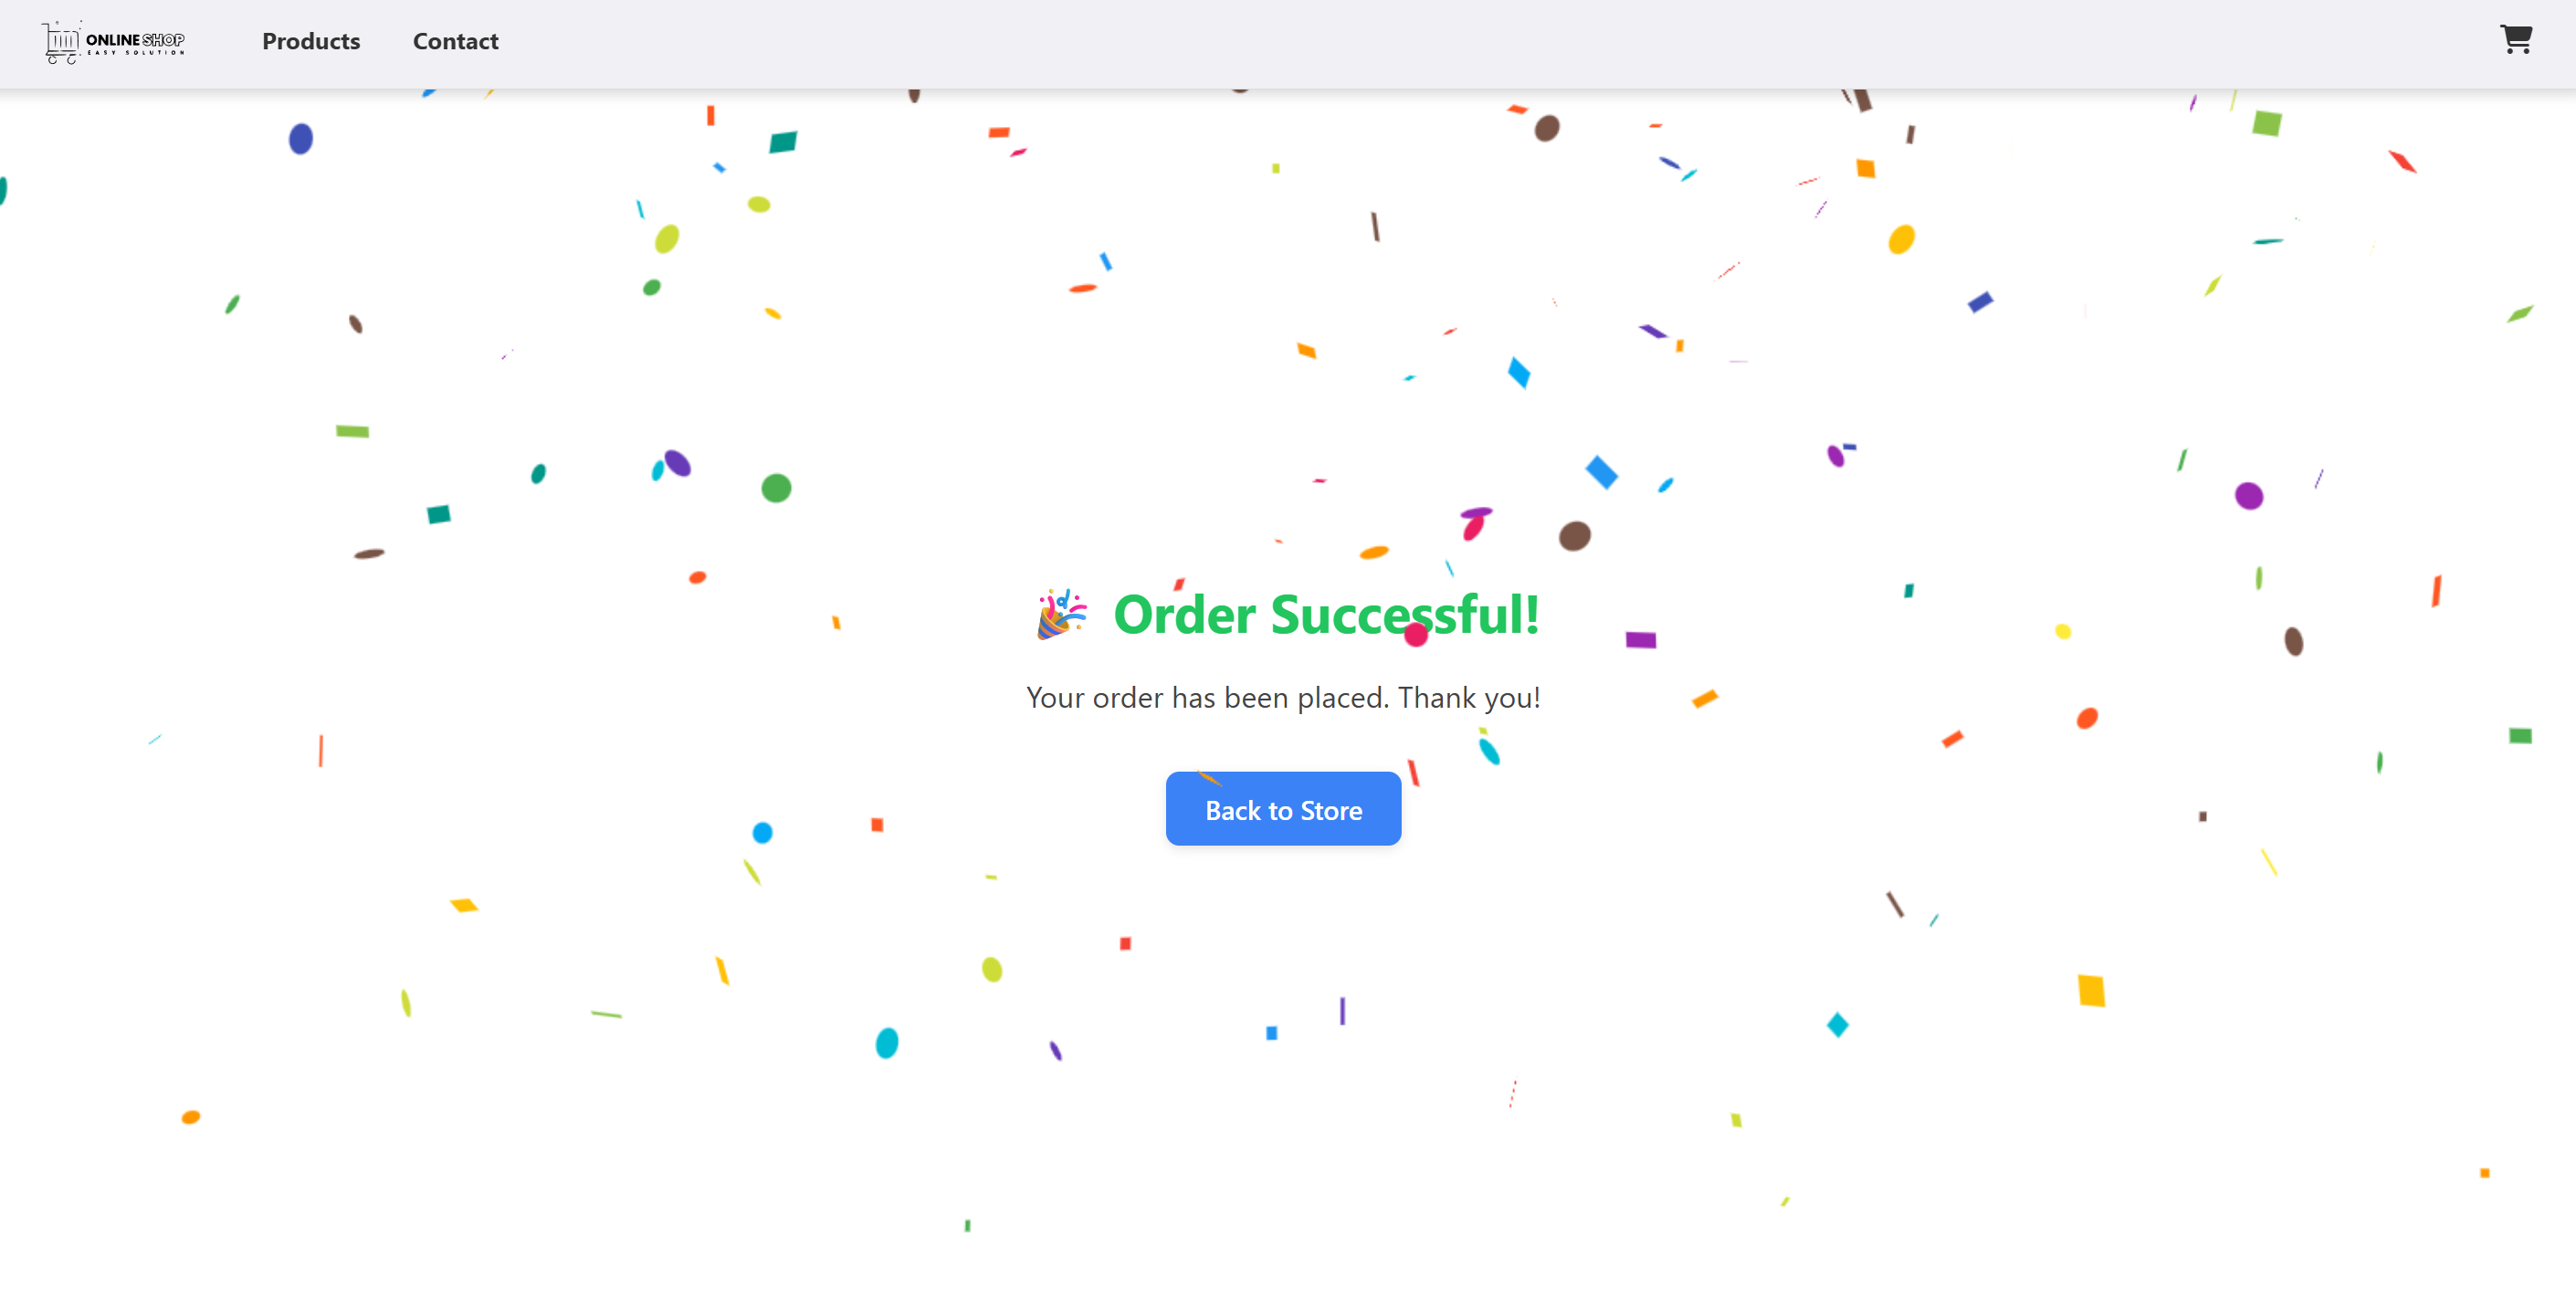 ONLINE SHOP
EASY SOLUTION
Products
Contact
Order Successful!
Your order has been placed. Thank you!
Back to Store